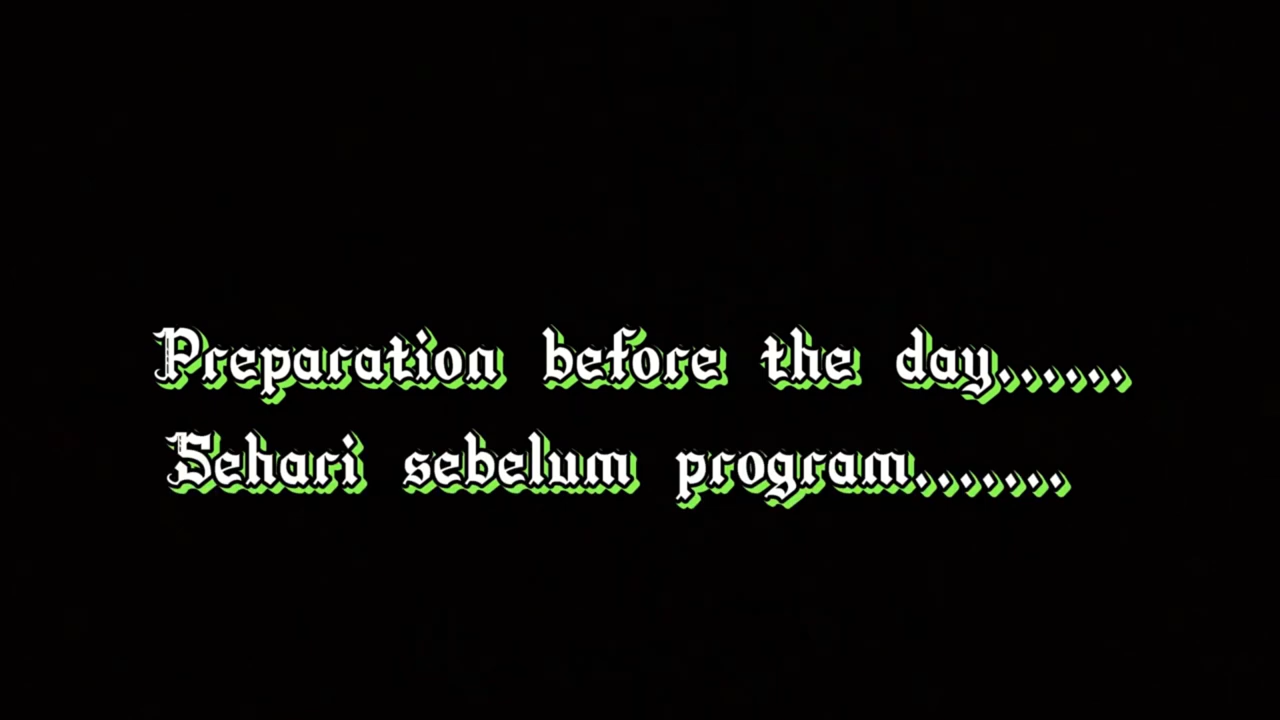 Preparation before the day......
Sehari sebelum program.......